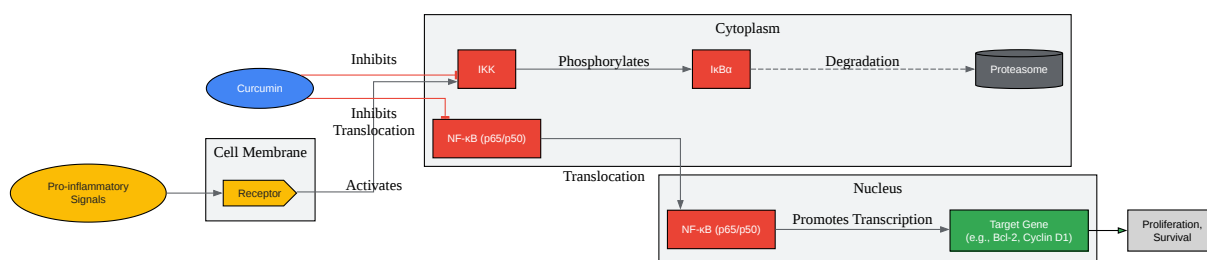 Cytoplasm
Inhibits
IKK
Phosphorylates
IκBα
Degradation
Proteasome
Curcumin
Inhibits
Translocation
NF-κB (p65/p50)
Cell Membrane
Pro-inflammatory
Signals
Receptor
Activates
Translocation
Nucleus
NF-κB (p65/p50)
Promotes Transcription
Target Gene
(e.g., Bcl-2, Cyclin D1)
Proliferation,
Survival